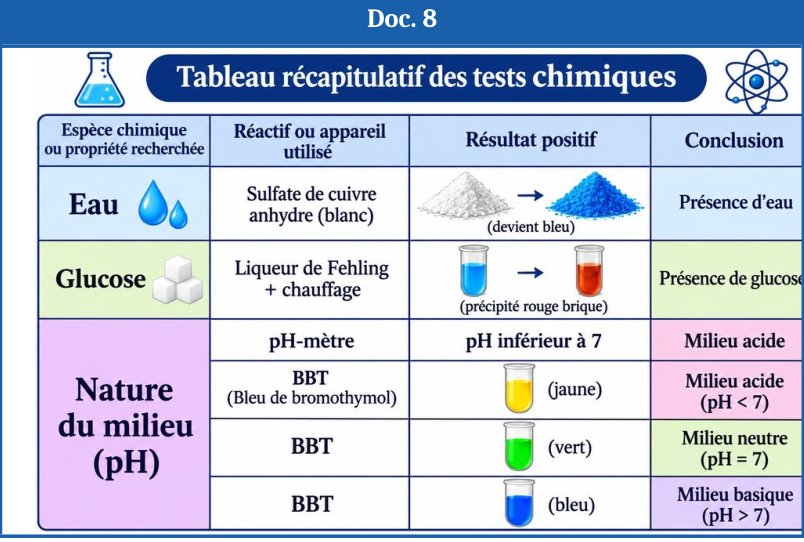 Doc. 8
Tableau récapitulatif des tests chimiques
Espèce chimique
ou propriété recherchée
Réactif ou appareil
utilisé
Résultat positif
Conclusion
Eau
Sulfate de cuivre
anhydre (blanc)
(devient bleu)
Présence d'eau
Glucose
Liqueur de Fehling
+ chauffage
(précipité rouge brique)
Présence de glucose
Nature
du milieu
(pH)
pH-mètre
pH inférieur à 7
Milieu acide
BBT
(Bleu de bromothymol)
(jaune)
Milieu acide
(pH < 7)
BBT
(vert)
Milieu neutre
(pH = 7)
BBT
(bleu)
Milieu basique
(pH > 7)